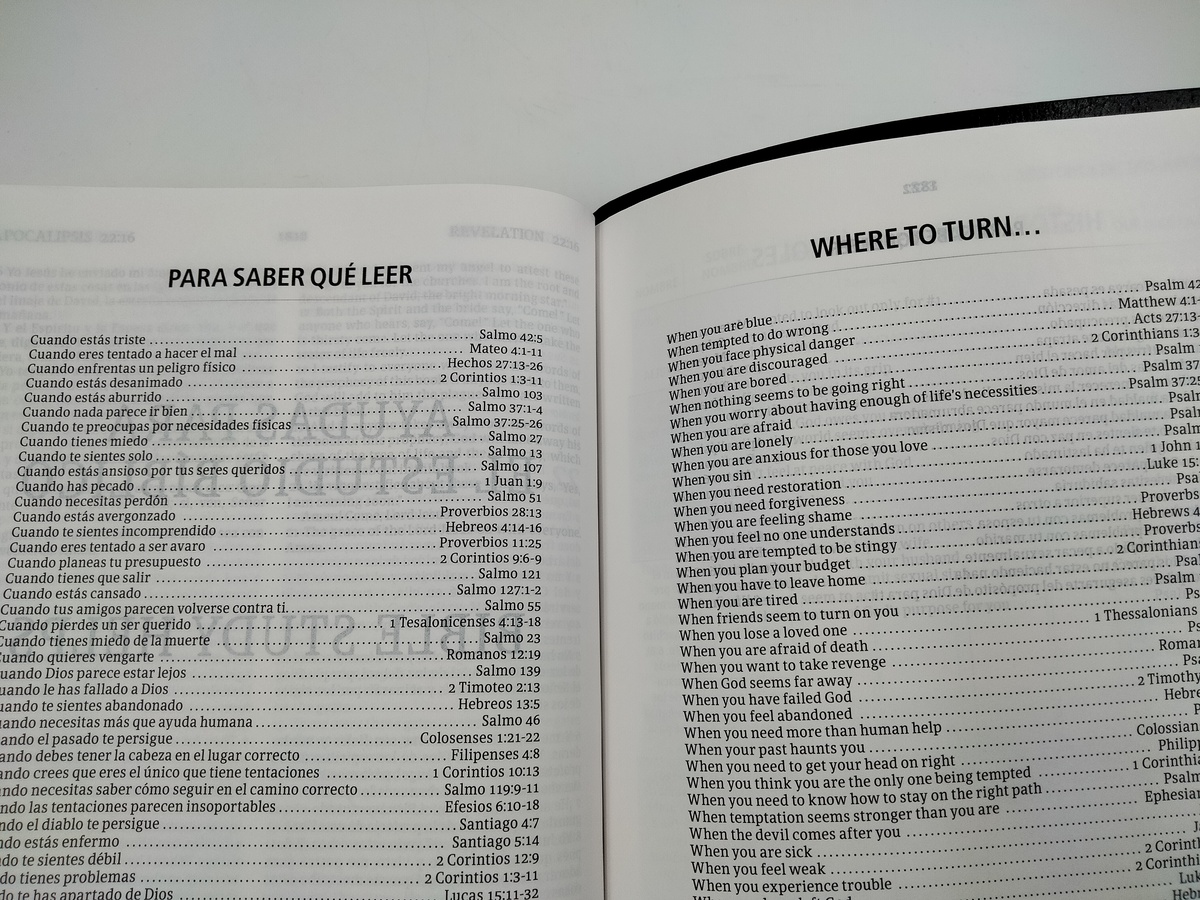 APOCALIPSIS 22:16
REVELATION 22:16
PARA SABER QUÉ LEER
Cuando estás triste ... Salmo 42:5
Cuando eres tentado a hacer el mal ... Mateo 4:1-11
Cuando enfrentas un peligro físico ... Hechos 27:13-26
Cuando estás desanimado ... 2 Corintios 1:3-11
Cuando estás aburrido ... Salmo 103
Cuando nada parece ir bien ... Salmo 37:1-4
Cuando te preocupas por necesidades físicas ... Salmo 37:25-26
Cuando tienes miedo ... Salmo 27
Cuando te sientes solo ... Salmo 13
Cuando estás ansioso por tus seres queridos ... Salmo 107
Cuando has pecado ... 1 Juan 1:9
Cuando necesitas perdón ... Salmo 51
Cuando estás avergonzado ... Proverbios 28:13
Cuando te sientes incomprendido ... Hebreos 4:14-16
Cuando eres tentado a ser avaro ... Proverbios 11:25
Cuando planeas tu presupuesto ... 2 Corintios 9:6-9
Cuando tienes que salir ... Salmo 121
Cuando estás cansado ... Salmo 127:1-2
Cuando tus amigos parecen volverse contra ti ... Salmo 55
Cuando pierdes un ser querido ... 1 Tesalonicenses 4:13-18
Cuando tienes miedo de la muerte ... Salmo 23
Cuando quieres vengarte ... Romanos 12:19
uando Dios parece estar lejos ... Salmo 139
uando le has fallado a Dios ... 2 Timoteo 2:13
uando te sientes abandonado ... Hebreos 13:5
uando necesitas más que ayuda humana ... Salmo 46
ando el pasado te persigue ... Colosenses 1:21-22
ando debes tener la cabeza en el lugar correcto ... Filipenses 4:8
ando crees que eres el único que tiene tentaciones ... 1 Corintios 10:13
ndo necesitas saber cómo seguir en el camino correcto ... Salmo 119:9-11
ndo las tentaciones parecen insoportables ... Efesios 6:10-18
ndo el diablo te persigue ... Santiago 4:7
ndo estás enfermo ... Santiago 5:14
do te sientes débil ... 2 Corintios 12:9
do tienes problemas ... 2 Corintios 1:3-11
do te has apartado de Dios ... Lucas 15:11-32
1822
WHERE TO TURN...
When you are blue ... Psalm 42
When tempted to do wrong ... Matthew 4:1-
When you face physical danger ... Acts 27:13-
When you are discouraged ... 2 Corinthians 1:3
When you are bored ... Psalm
When nothing seems to be going right ... Psalm 37
When you worry about having enough of life's necessities ... Psalm 37:25
When you are afraid ... Psalm
When you are lonely ... Psalm
When you are anxious for those you love ... Psalm
When you sin ... 1 John 1
When you need restoration ... Luke 15:
When you need forgiveness ... Psa
When you are feeling shame ... Proverbs
When you feel no one understands ... Hebrews 4
When you are tempted to be stingy ... Proverbs
When you plan your budget ... 2 Corinthians
When you have to leave home ... Psal
When you are tired ... Psalm
When friends seem to turn on you ... Ps
When you lose a loved one ... 1 Thessalonians
When you are afraid of death ... Ps
When you want to take revenge ... Roman
When God seems far away ... Psa
When you have failed God ... 2 Timothy
When you feel abandoned ... Hebre
When you need more than human help ... P
When your past haunts you ... Colossian
When you need to get your head on right ... Philipp
When you think you are the only one being tempted ... 1 Corinthia
When you need to know how to stay on the right path ... Psalm
When temptation seems stronger than you are ... Ephesian
When the devil comes after you ... J
When you are sick ... Ja
When you feel weak ... 2 Corinth
When you experience trouble ... 2 Corinthi